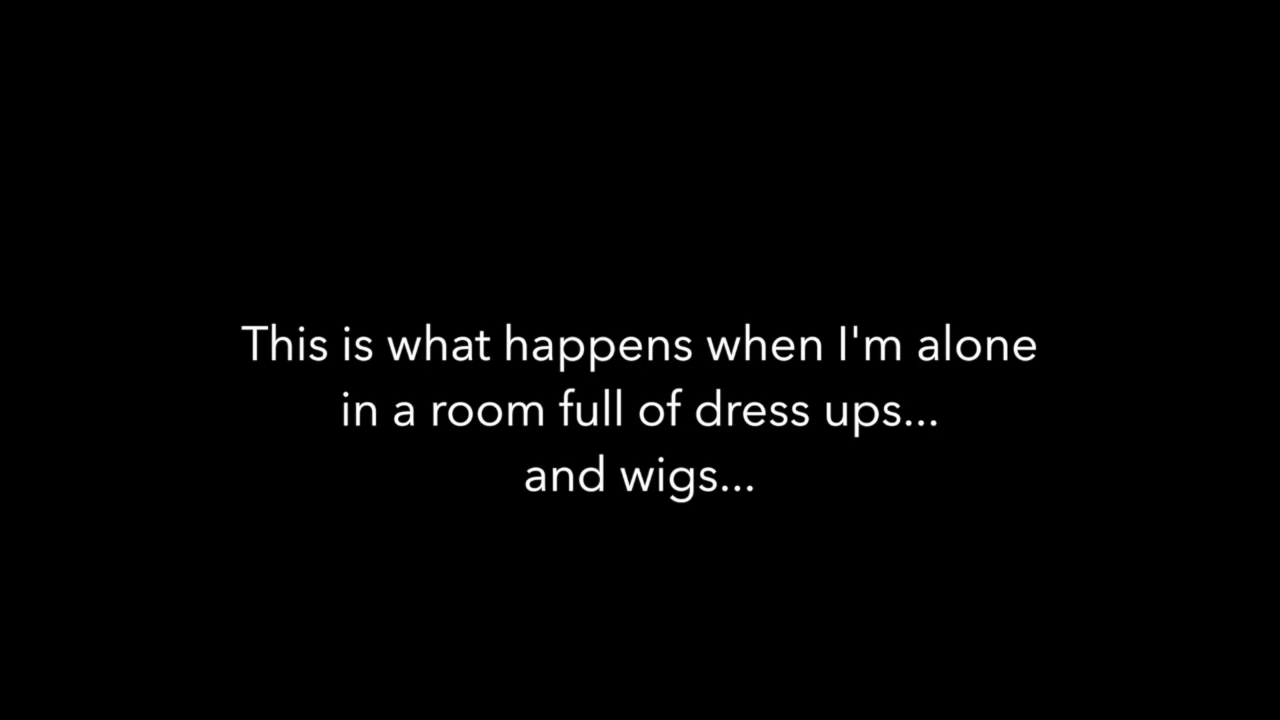 This is what happens when I'm alone
in a room full of dress ups...
and wigs...